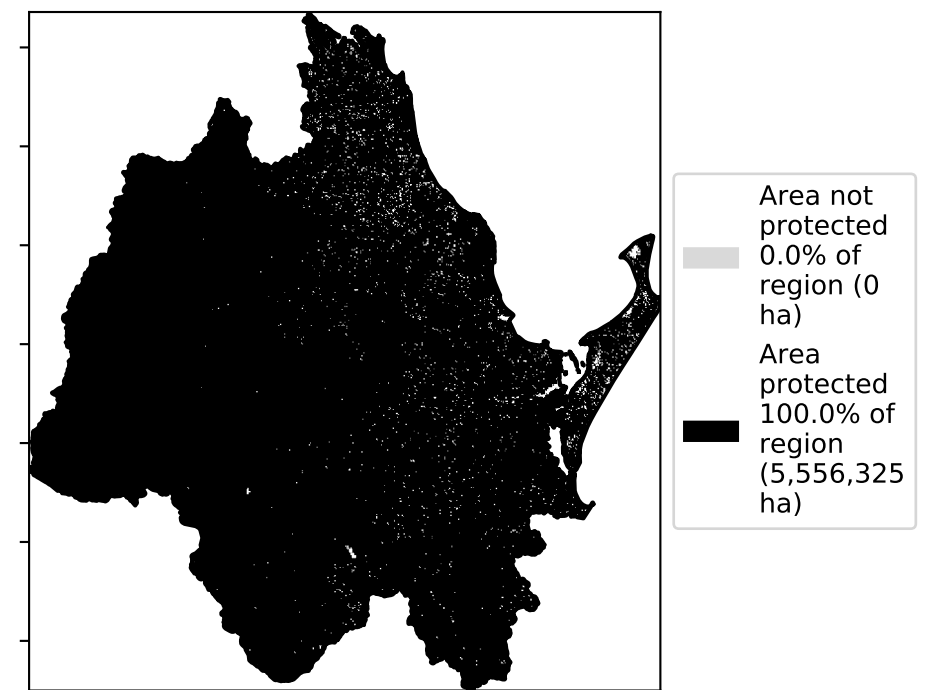 Area not
protected
0.0% of
region (0
ha)
Area
protected
100.0% of
region
(5,556,325
ha)